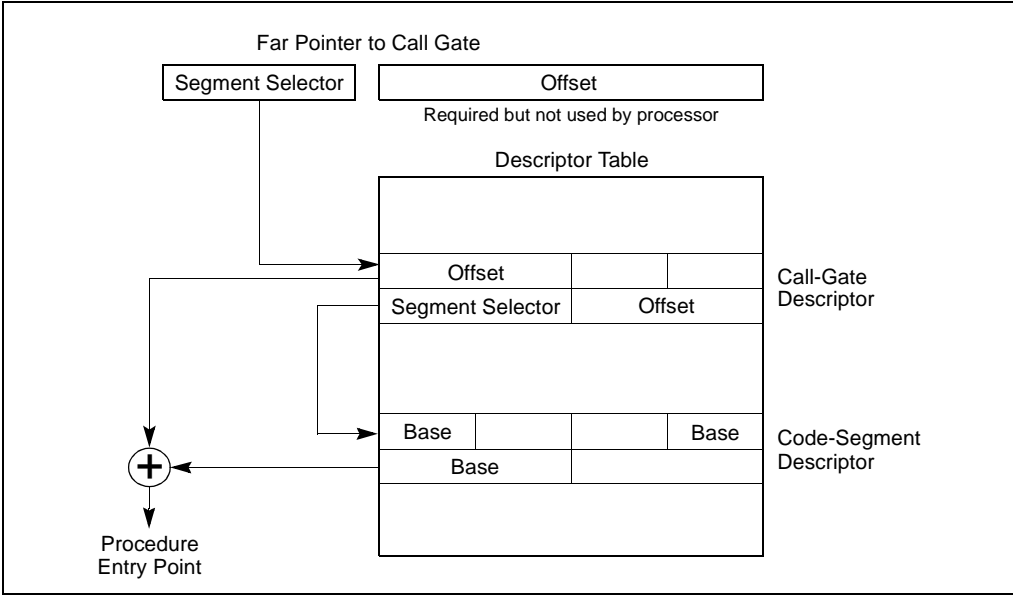 Far Pointer to Call Gate
Segment Selector
Offset
Required but not used by processor
Descriptor Table
Offset
Segment Selector
Offset
Call-Gate
Descriptor
Base
Base
Base
Code-Segment
Descriptor
+
Procedure
Entry Point